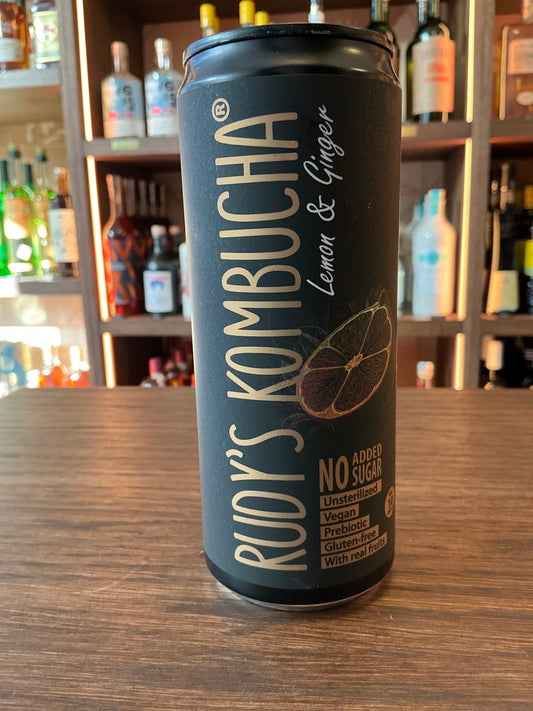 RUDY'S KOMBUCHA®
Lemon & Ginger
NO ADDED SUGAR
Unsterilized
Vegan
Prebiotic
Gluten-free
With real fruits